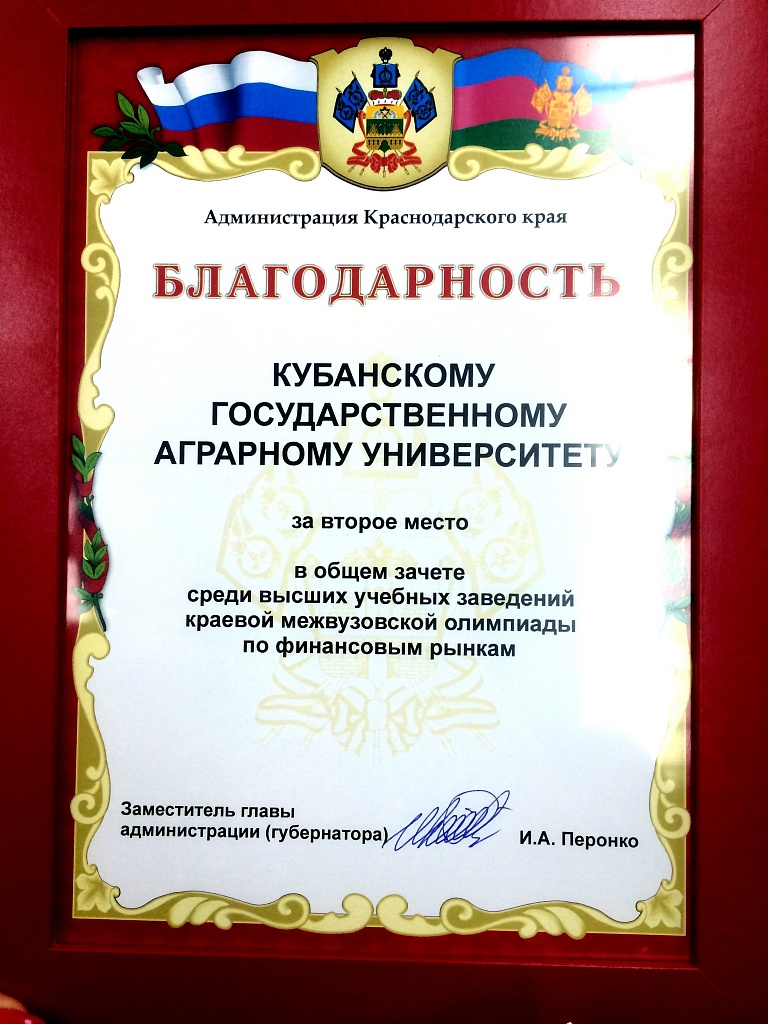 Администрация Краснодарского края
БЛАГОДАРНОСТЬ
КУБАНСКОМУ
ГОСУДАРСТВЕННОМУ
АГРАРНОМУ УНИВЕРСИТЕТУ
за второе место
в общем зачете
среди высших учебных заведений
краевой межвузовской олимпиады
по финансовым рынкам
Заместитель главы
администрации (губернатора)
И.А. Перонко